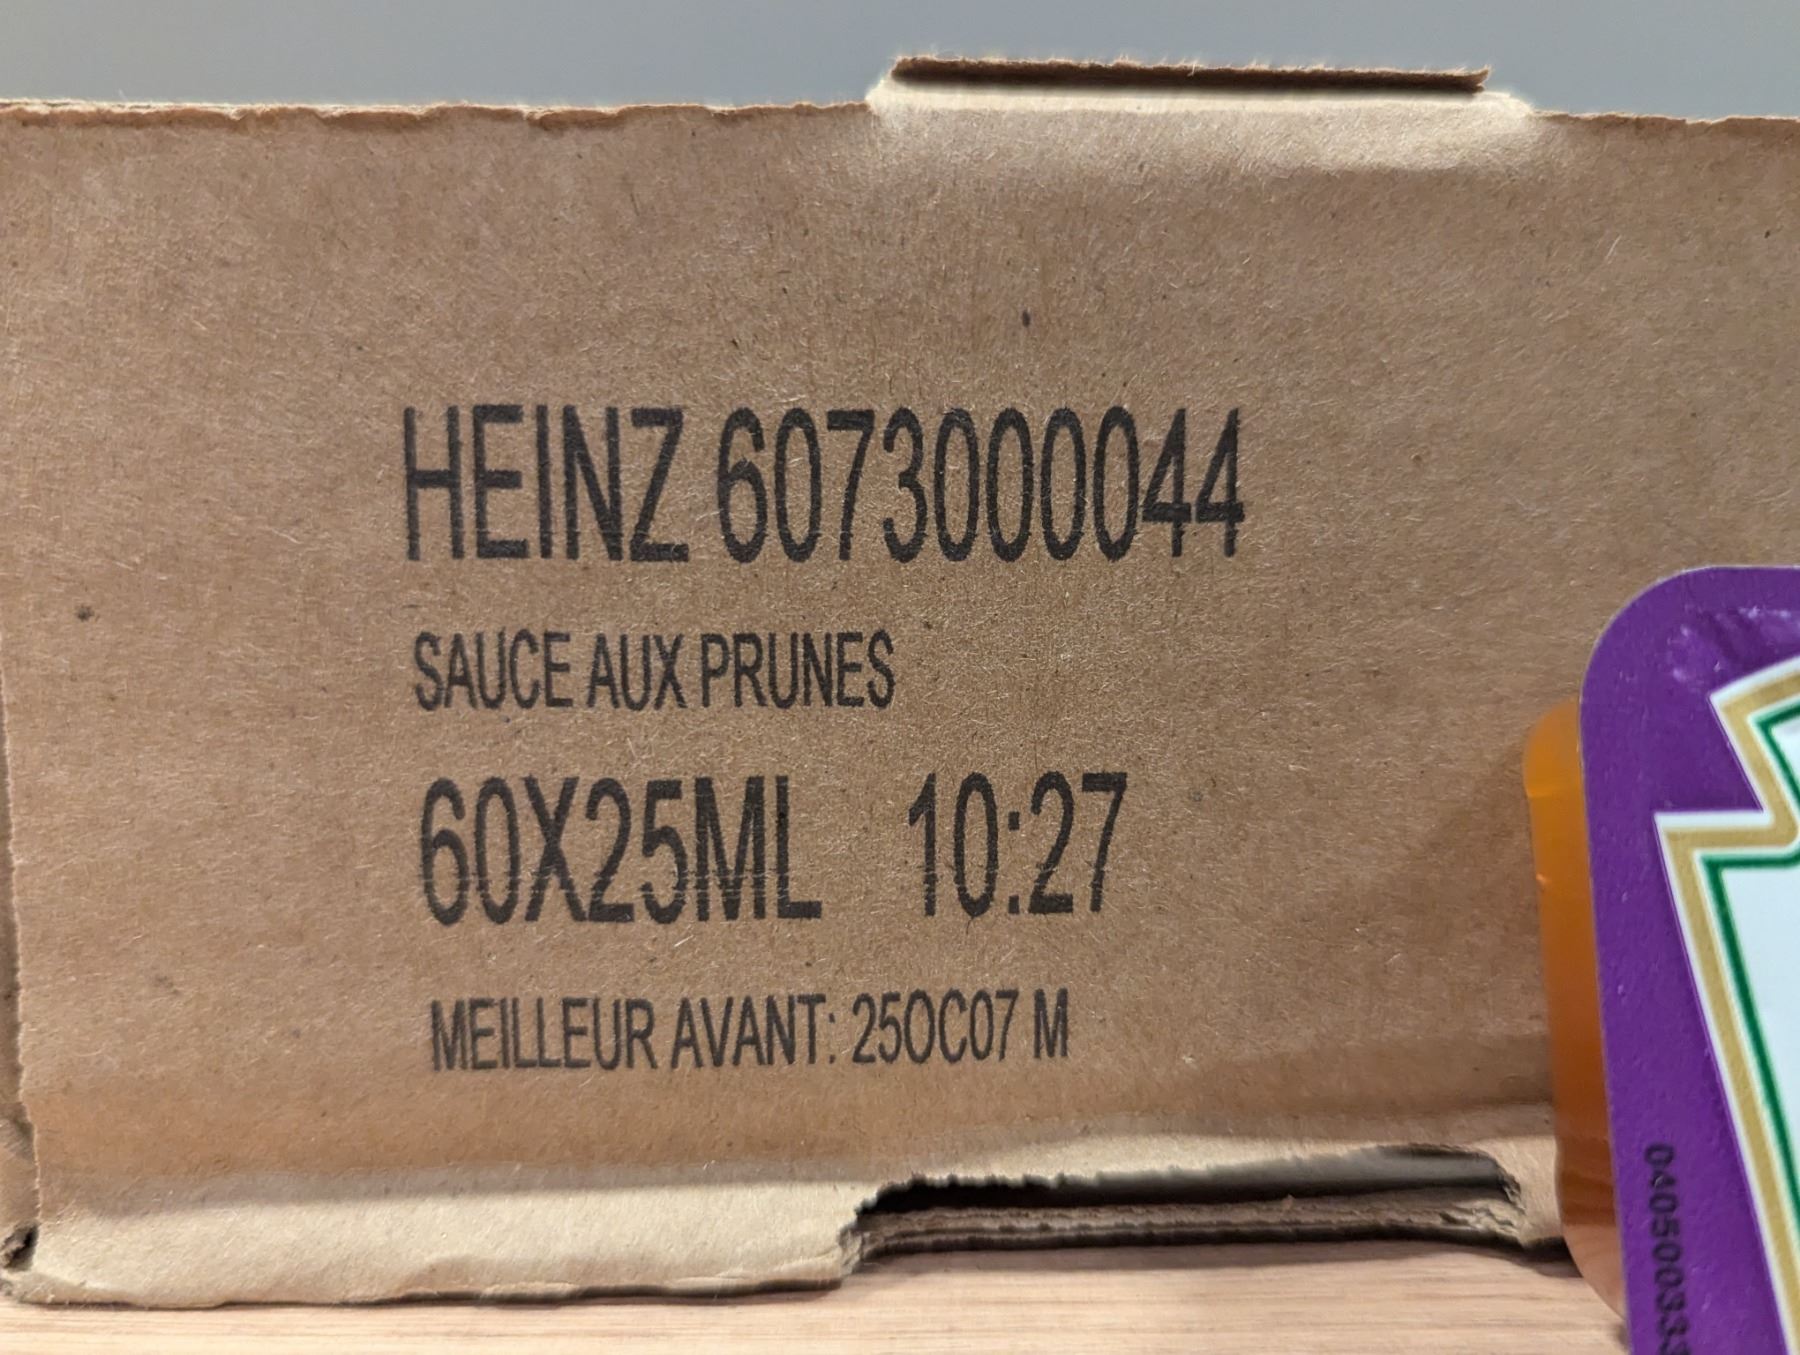 HEINZ 6073000044
SAUCE AUX PRUNES
60X25ML 10:27
MEILLEUR AVANT: 25OC07 M